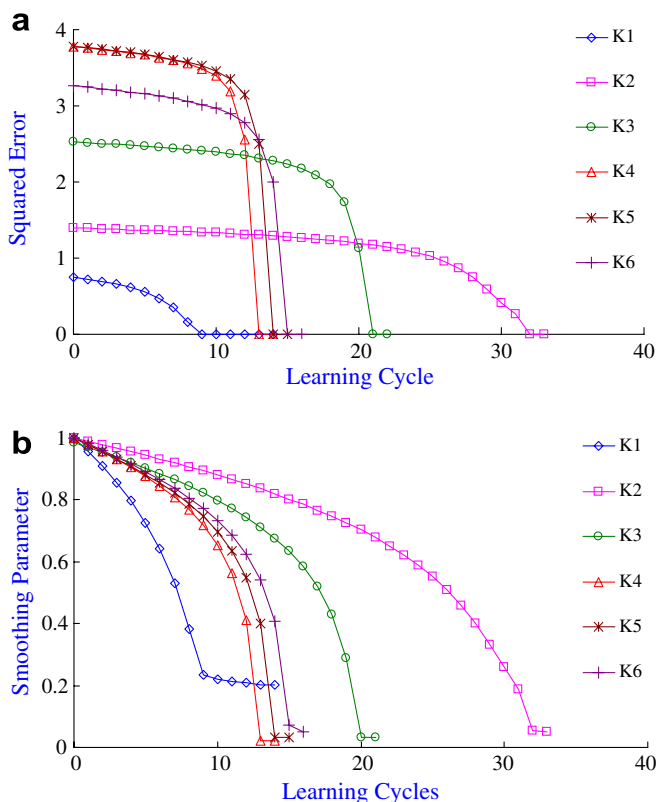 a
4
3
2
1
0
Squared Error
0
10
20
30
40
Learning Cycle
K1
K2
K3
K4
K5
K6
b
1
0.8
0.6
0.4
0.2
0
Smoothing Parameter
0
10
20
30
40
Learning Cycles
K1
K2
K3
K4
K5
K6